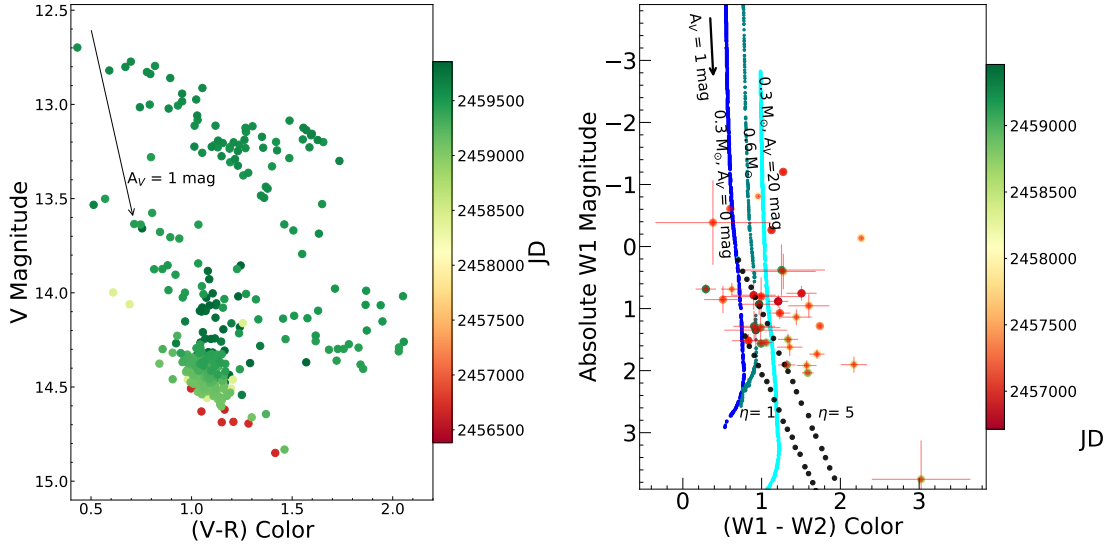 12.5
13.0
13.5
14.0
14.5
15.0
V Magnitude
0.5
1.0
1.5
2.0
(V-R) Color
A_V = 1 mag
2459500
2459000
2458500
2458000
2457500
2457000
2456500
JD
−3
−2
−1
0
1
2
3
Absolute W1 Magnitude
0
1
2
3
(W1 - W2) Color
A_V = 1 mag
0.3 M_⊙, A_V = 0 mag
0.6 M_⊙
0.3 M_⊙, A_V =20 mag
η= 1
η= 5
2459000
2458500
2458000
2457500
2457000
JD